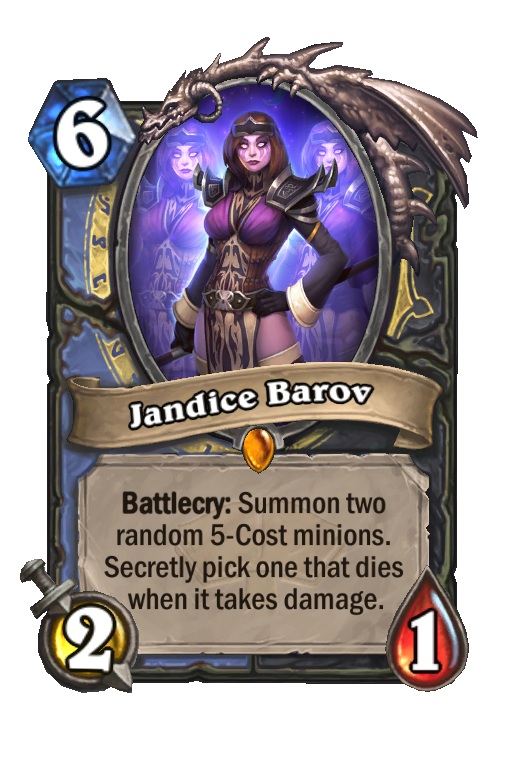 6
Jandice Barov
Battlecry: Summon two
random 5-Cost minions.
Secretly pick one that dies
when it takes damage.
2
1